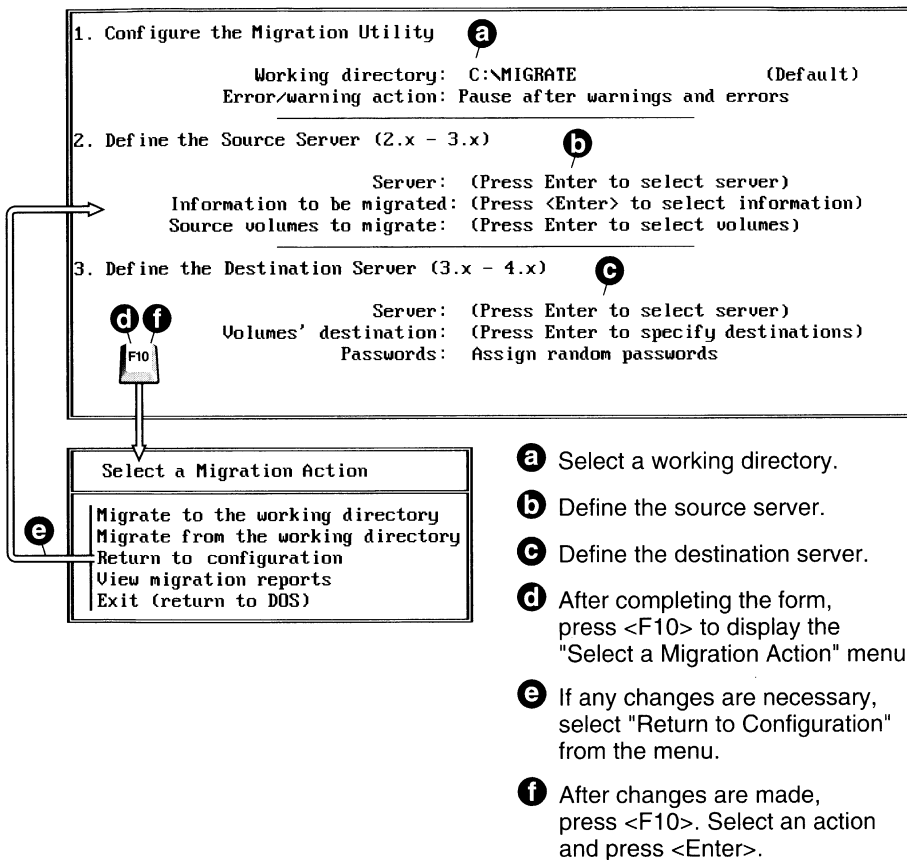 1. Configure the Migration Utility
a
Working directory: C:\MIGRATE (Default)
Error/warning action: Pause after warnings and errors
2. Define the Source Server (2.x - 3.x)
b
Server: (Press Enter to select server)
Information to be migrated: (Press <Enter> to select information)
Source volumes to migrate: (Press Enter to select volumes)
3. Define the Destination Server (3.x - 4.x)
c
Server: (Press Enter to select server)
Volumes' destination: (Press Enter to specify destinations)
Passwords: Assign random passwords
d f
F10
Select a Migration Action
Migrate to the working directory
Migrate from the working directory
e
Return to configuration
View migration reports
Exit (return to DOS)
a Select a working directory.
b Define the source server.
c Define the destination server.
d After completing the form,
press <F10> to display the
"Select a Migration Action" menu
e If any changes are necessary,
select "Return to Configuration"
from the menu.
f After changes are made,
press <F10>. Select an action
and press <Enter>.